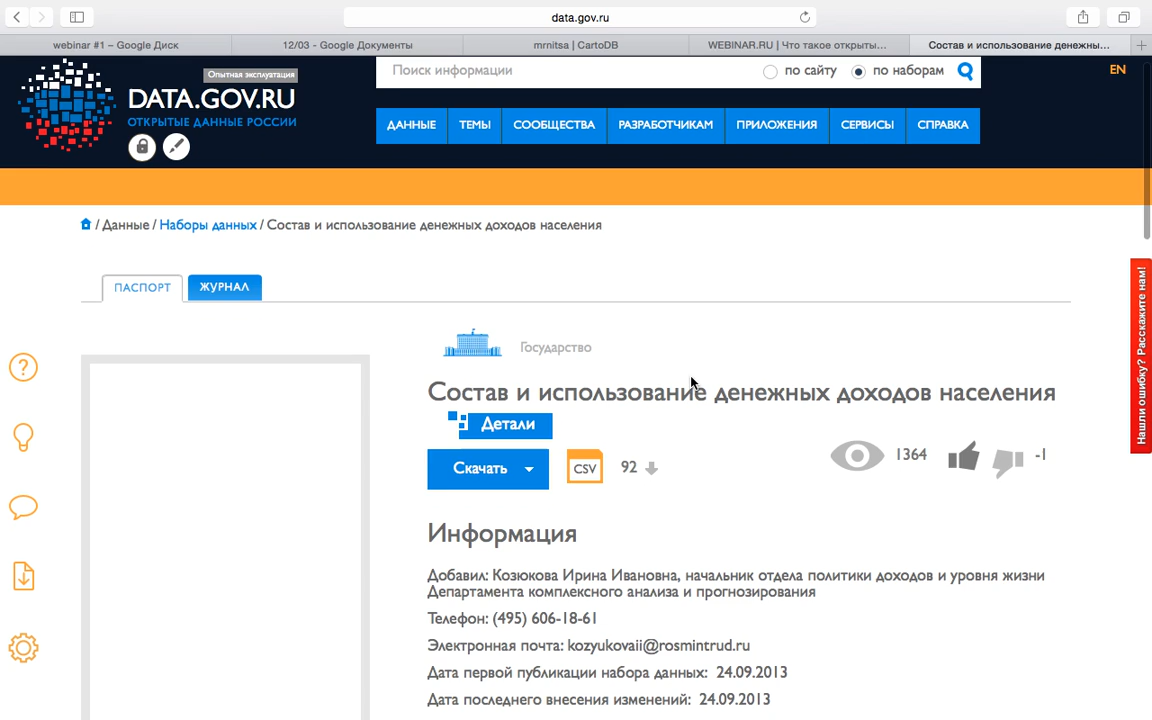 data.gov.ru
webinar #1 – Google Диск
12/03 - Google Документы
mrnitsa | CartoDB
WEBINAR.RU | Что такое открыты...
Состав и использование денежны...
Опытная эксплуатация
DATA.GOV.RU
ОТКРЫТЫЕ ДАННЫЕ РОССИИ
Поиск информации
по сайту
по наборам
EN
ДАННЫЕ
ТЕМЫ
СООБЩЕСТВА
РАЗРАБОТЧИКАМ
ПРИЛОЖЕНИЯ
СЕРВИСЫ
СПРАВКА
/ Данные / Наборы данных / Состав и использование денежных доходов населения
ПАСПОРТ
ЖУРНАЛ
Нашли ошибку? Расскажите нам!
Государство
Состав и использование денежных доходов населения
Детали
Скачать
CSV
92
1364
-1
Информация
Добавил: Козюкова Ирина Ивановна, начальник отдела политики доходов и уровня жизни
Департамента комплексного анализа и прогнозирования
Телефон: (495) 606-18-61
Электронная почта: kozyukovaii@rosmintrud.ru
Дата первой публикации набора данных: 24.09.2013
Дата последнего внесения изменений: 24.09.2013